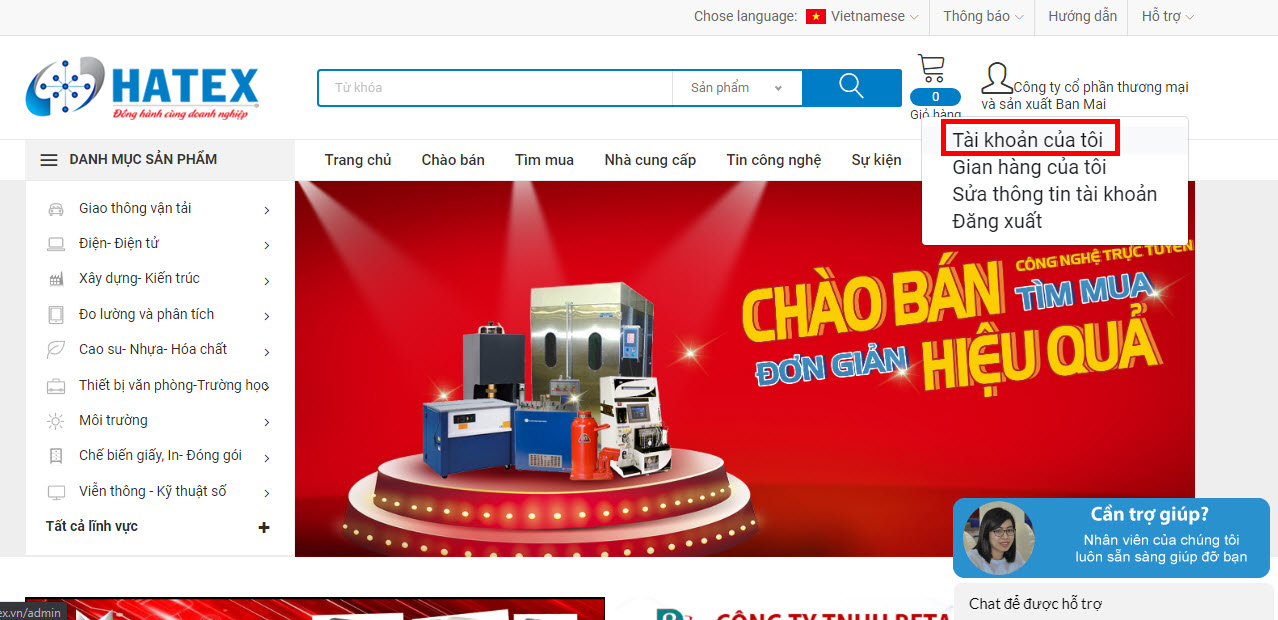 Chose language: Vietnamese Thông báo Hướng dẫn Hỗ trợ
HATEX
Đồng hành cùng doanh nghiệp
Từ khóa Sản phẩm
0
Giỏ hàng
Công ty cổ phần thương mại
và sản xuất Ban Mai
Tài khoản của tôi
Gian hàng của tôi
Sửa thông tin tài khoản
Đăng xuất
DANH MỤC SẢN PHẨM Trang chủ Chào bán Tìm mua Nhà cung cấp Tin công nghệ Sự kiện
Giao thông vận tải
Điện- Điện tử
Xây dựng- Kiến trúc
Đo lường và phân tích
Cao su- Nhựa- Hóa chất
Thiết bị văn phòng-Trường học
Môi trường
Chế biến giấy, In- Đóng gói
Viễn thông - Kỹ thuật số
Tất cả lĩnh vực
CÔNG NGHỆ TRỰC TUYẾN
CHÀO BÁN TÌM MUA
ĐƠN GIẢN HIỆU QUẢ
Cần trợ giúp?
Nhân viên của chúng tôi
luôn sẵn sàng giúp đỡ bạn
Chat để được hỗ trợ
ex.vn/admin
CÔNG TY TNHH BETA